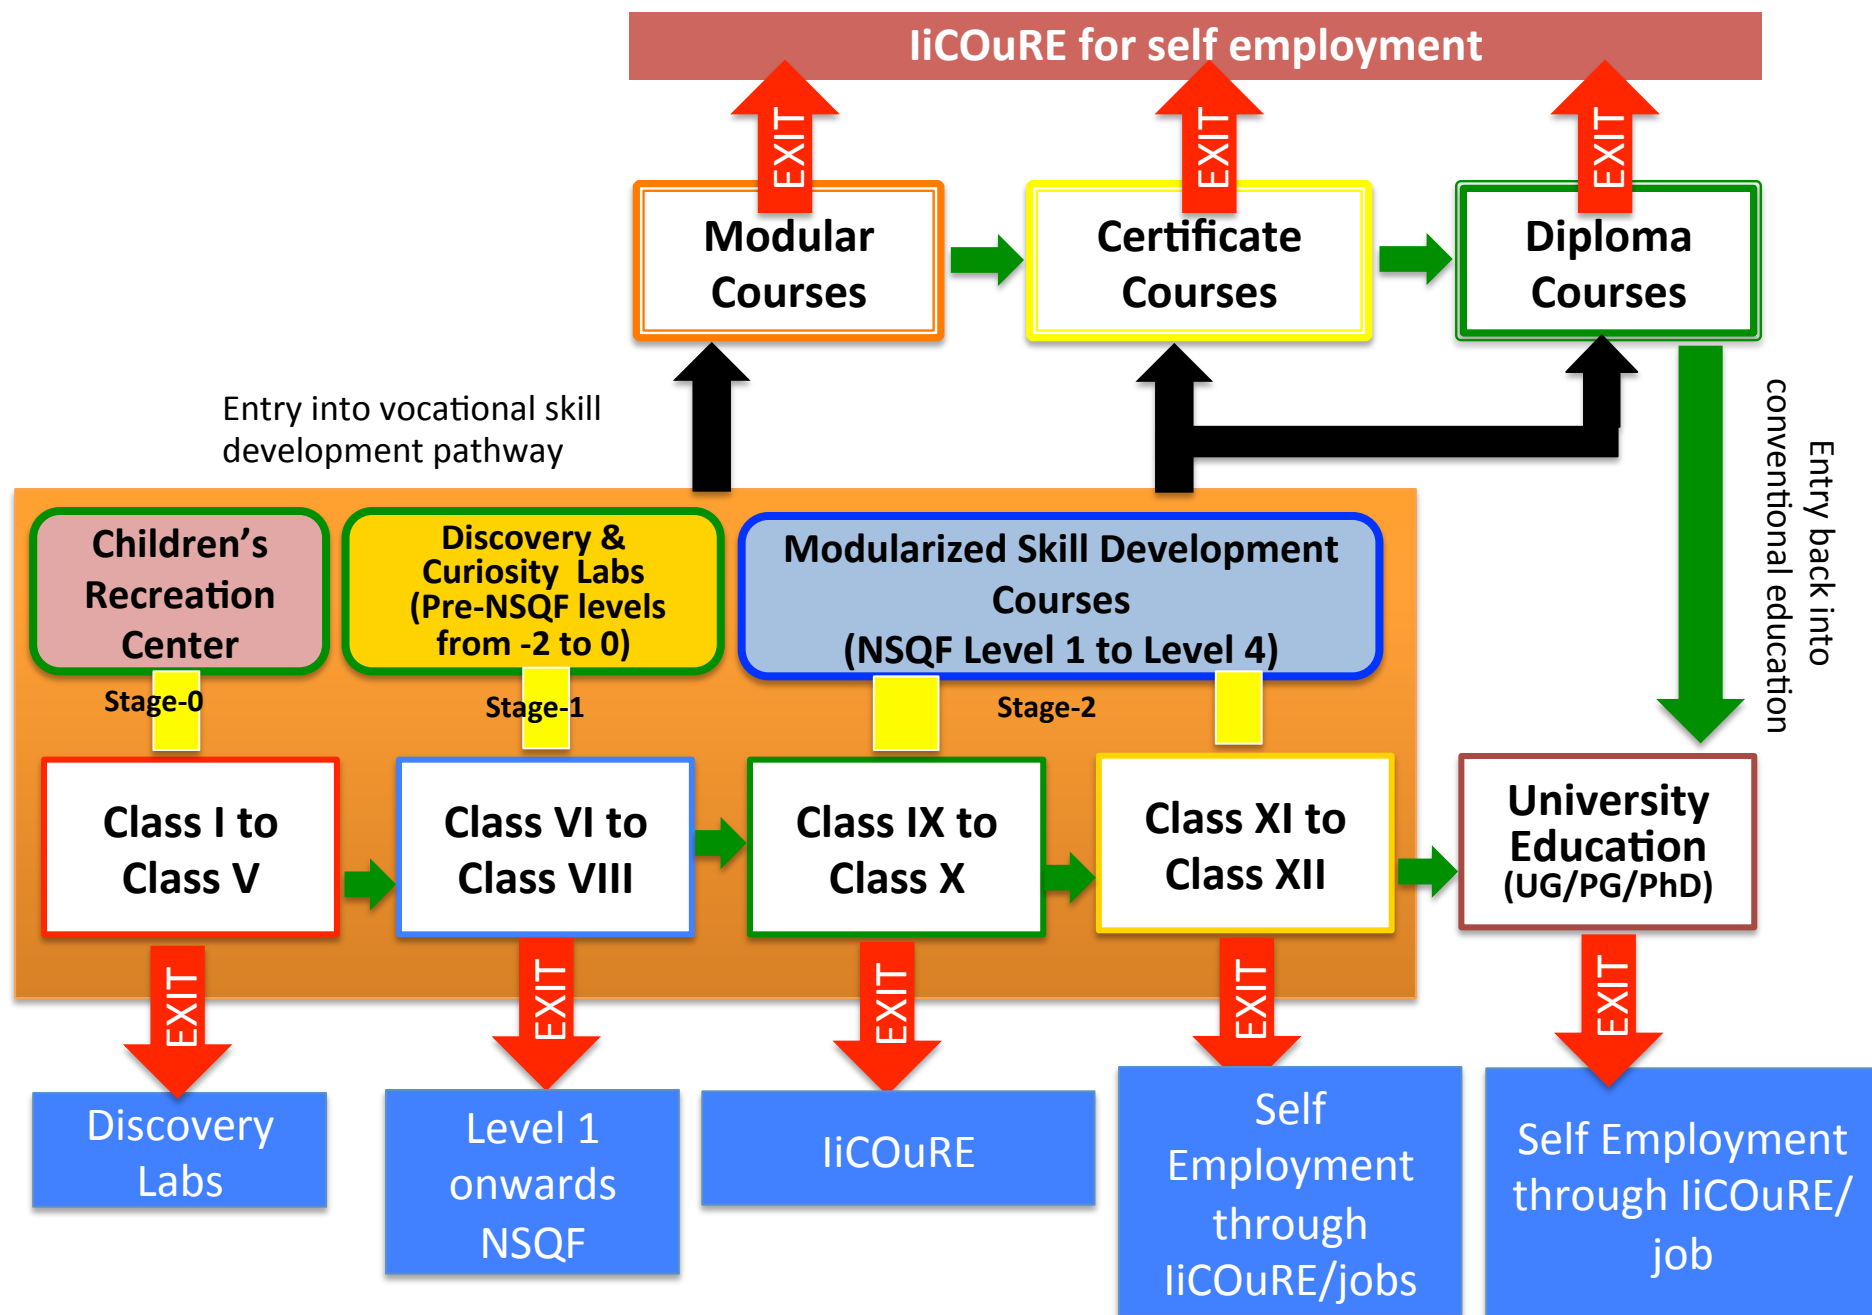 IiCOuRE for self employment
EXIT
EXIT
EXIT
Modular
Courses
Certificate
Courses
Diploma
Courses
Entry into vocational skill
development pathway
Entry back into
conventional education
Children's
Recreation
Center
Discovery &
Curiosity Labs
(Pre-NSQF levels
from -2 to 0)
Modularized Skill Development
Courses
(NSQF Level 1 to Level 4)
Stage-0
Stage-1
Stage-2
Class I to
Class V
Class VI to
Class VIII
Class IX to
Class X
Class XI to
Class XII
University
Education
(UG/PG/PhD)
EXIT
EXIT
EXIT
EXIT
EXIT
Discovery
Labs
Level 1
onwards
NSQF
IiCOuRE
Self
Employment
through
IiCOuRE/jobs
Self Employment
through IiCOuRE/
job